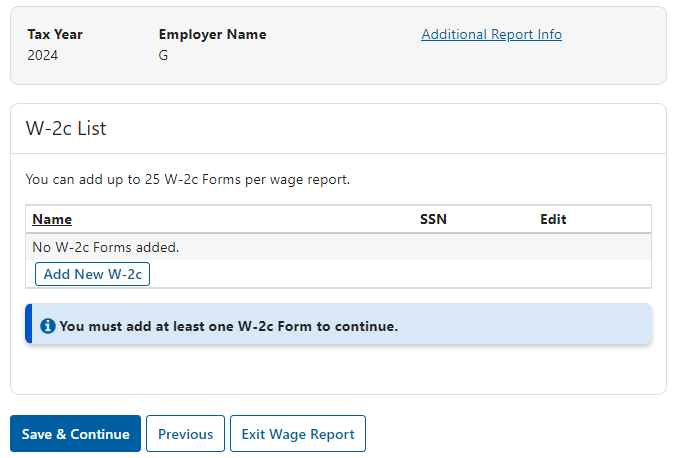 Tax Year Employer Name Additional Report Info
2024 G
W-2c List
You can add up to 25 W-2c Forms per wage report.
Name SSN Edit
No W-2c Forms added.
Add New W-2c
You must add at least one W-2c Form to continue.
Save & Continue Previous Exit Wage Report